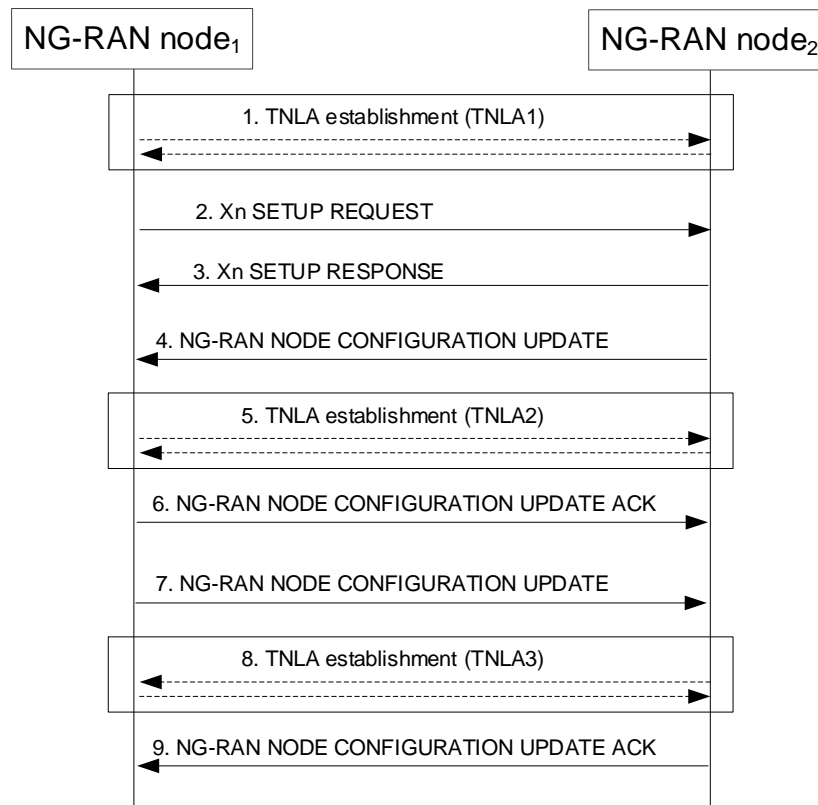 NG-RAN node₁
NG-RAN node₂
1. TNLA establishment (TNLA1)
2. Xn SETUP REQUEST
3. Xn SETUP RESPONSE
4. NG-RAN NODE CONFIGURATION UPDATE
5. TNLA establishment (TNLA2)
6. NG-RAN NODE CONFIGURATION UPDATE ACK
7. NG-RAN NODE CONFIGURATION UPDATE
8. TNLA establishment (TNLA3)
9. NG-RAN NODE CONFIGURATION UPDATE ACK